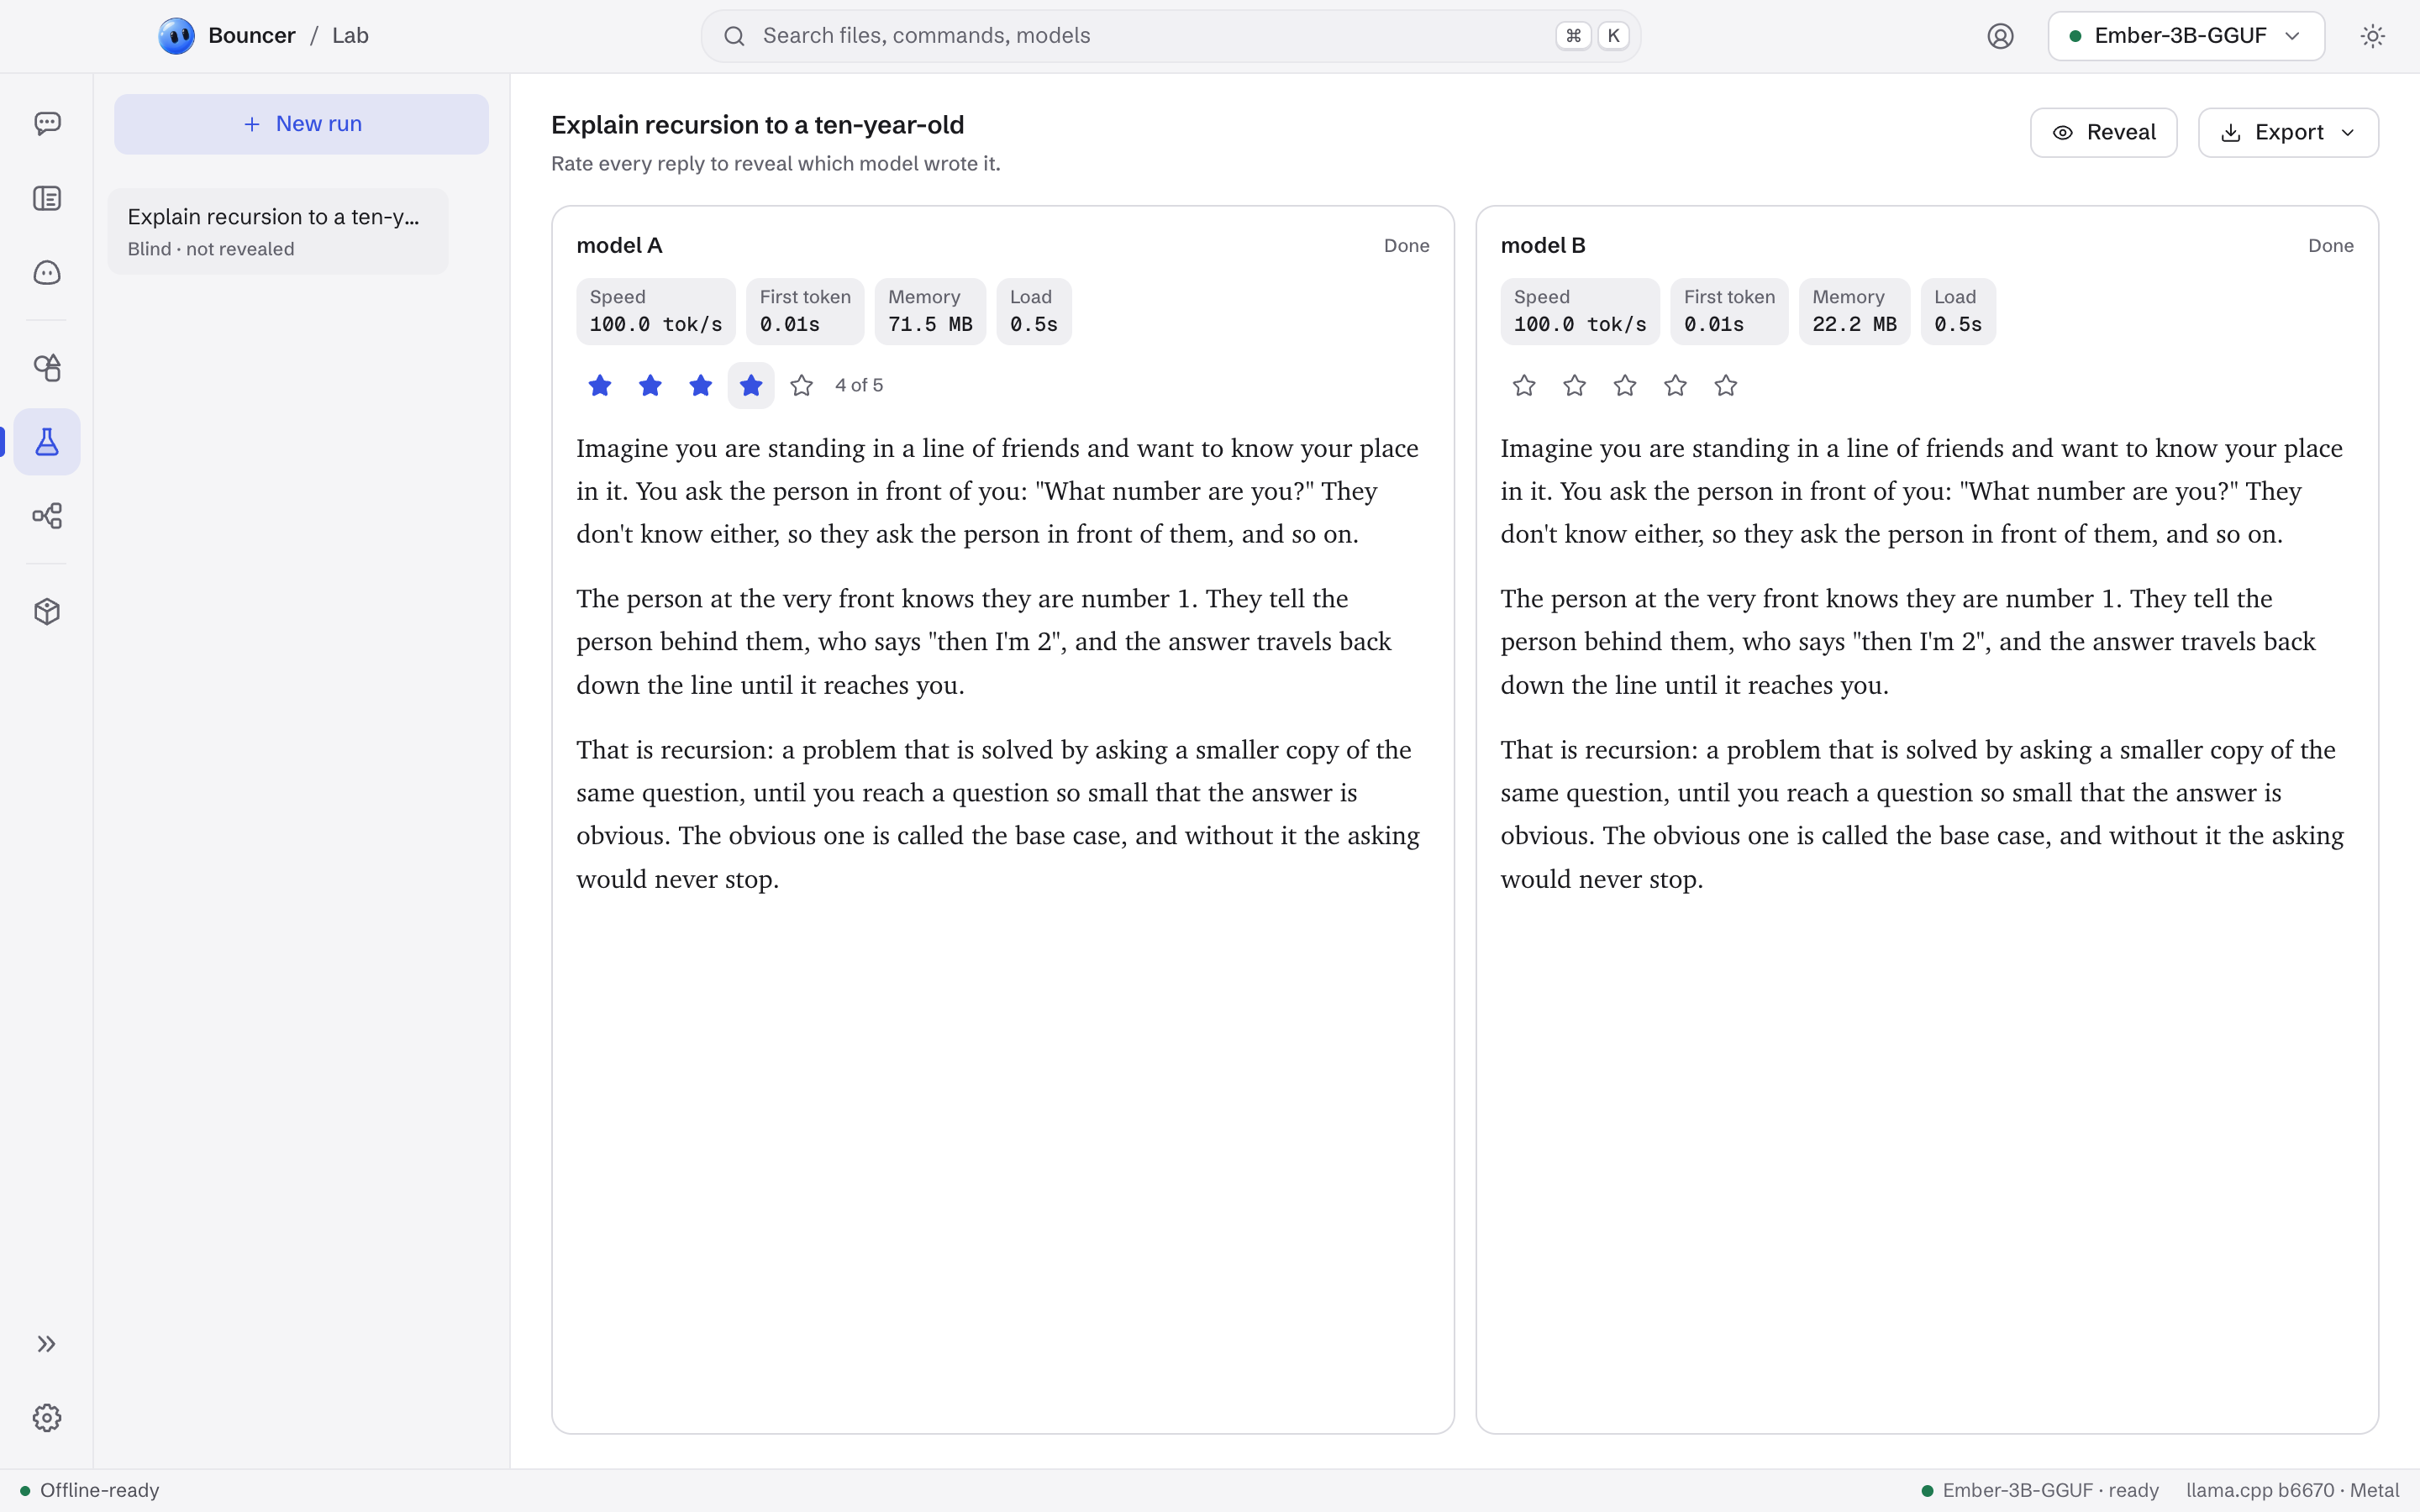 Bouncer / Lab
Search files, commands, models
⌘ K
Ember-3B-GGUF
+ New run
Explain recursion to a ten-y...
Blind · not revealed
Explain recursion to a ten-year-old
Rate every reply to reveal which model wrote it.
Reveal
Export
model A
Done
Speed
100.0 tok/s
First token
0.01s
Memory
71.5 MB
Load
0.5s
4 of 5
Imagine you are standing in a line of friends and want to know your place
in it. You ask the person in front of you: "What number are you?" They
don't know either, so they ask the person in front of them, and so on.
The person at the very front knows they are number 1. They tell the
person behind them, who says "then I'm 2", and the answer travels back
down the line until it reaches you.
That is recursion: a problem that is solved by asking a smaller copy of the
same question, until you reach a question so small that the answer is
obvious. The obvious one is called the base case, and without it the asking
would never stop.
model B
Done
Speed
100.0 tok/s
First token
0.01s
Memory
22.2 MB
Load
0.5s
Imagine you are standing in a line of friends and want to know your place
in it. You ask the person in front of you: "What number are you?" They
don't know either, so they ask the person in front of them, and so on.
The person at the very front knows they are number 1. They tell the
person behind them, who says "then I'm 2", and the answer travels back
down the line until it reaches you.
That is recursion: a problem that is solved by asking a smaller copy of the
same question, until you reach a question so small that the answer is
obvious. The obvious one is called the base case, and without it the asking
would never stop.
Offline-ready
Ember-3B-GGUF · ready
llama.cpp b6670 · Metal